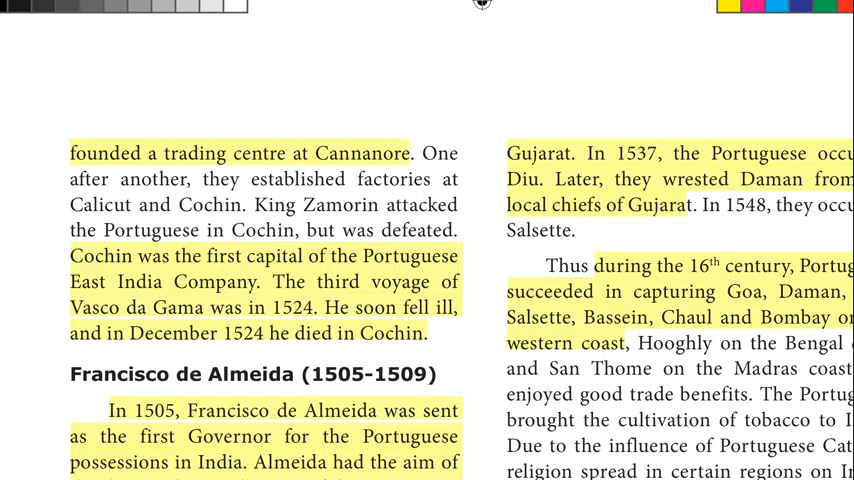 founded a trading centre at Cannanore. One
after another, they established factories at
Calicut and Cochin. King Zamorin attacked
the Portuguese in Cochin, but was defeated.
Cochin was the first capital of the Portuguese
East India Company. The third voyage of
Vasco da Gama was in 1524. He soon fell ill,
and in December 1524 he died in Cochin.
Francisco de Almeida (1505-1509)
In 1505, Francisco de Almeida was sent
as the first Governor for the Portuguese
possessions in India. Almeida had the aim of
Gujarat. In 1537, the Portuguese
Diu. Later, they wrested Daman from
local chiefs of Gujarat. In 1548, they
Salsette.
Thus during the 16th century,
succeeded in capturing Goa, Daman,
Salsette, Bassein, Chaul and Bombay
western coast, Hooghly on the Bengal
and San Thome on the Madras coast
enjoyed good trade benefits. The
brought the cultivation of tobacco to
Due to the influence of Portuguese
religion spread in certain regions on